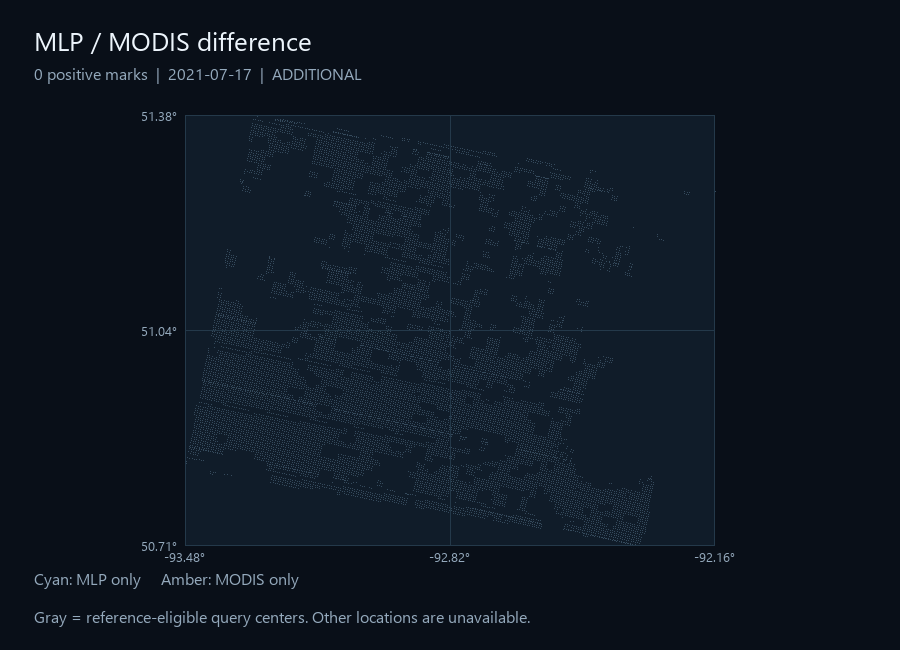 MLP / MODIS difference
0 positive marks | 2021-07-17 | ADDITIONAL
51.38°
51.04°
50.71°
-93.48° -92.82° -92.16°
Cyan: MLP only Amber: MODIS only
Gray = reference-eligible query centers. Other locations are unavailable.